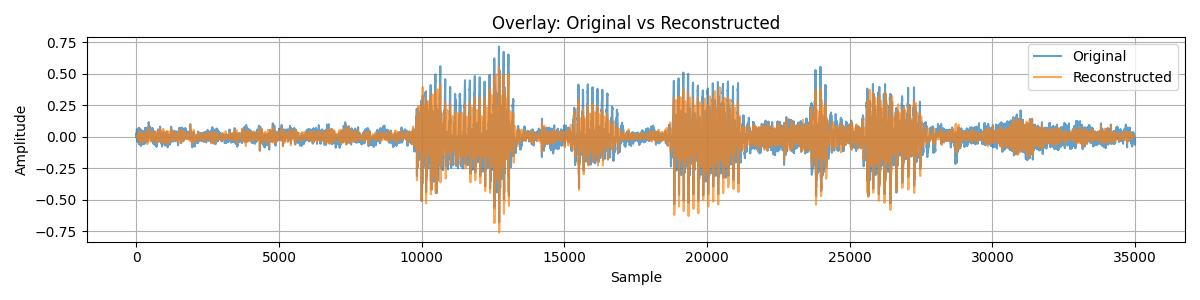 Overlay: Original vs Reconstructed
Original
Reconstructed
Amplitude
0.75
0.50
0.25
0.00
−0.25
−0.50
−0.75
0 5000 10000 15000 20000 25000 30000 35000
Sample